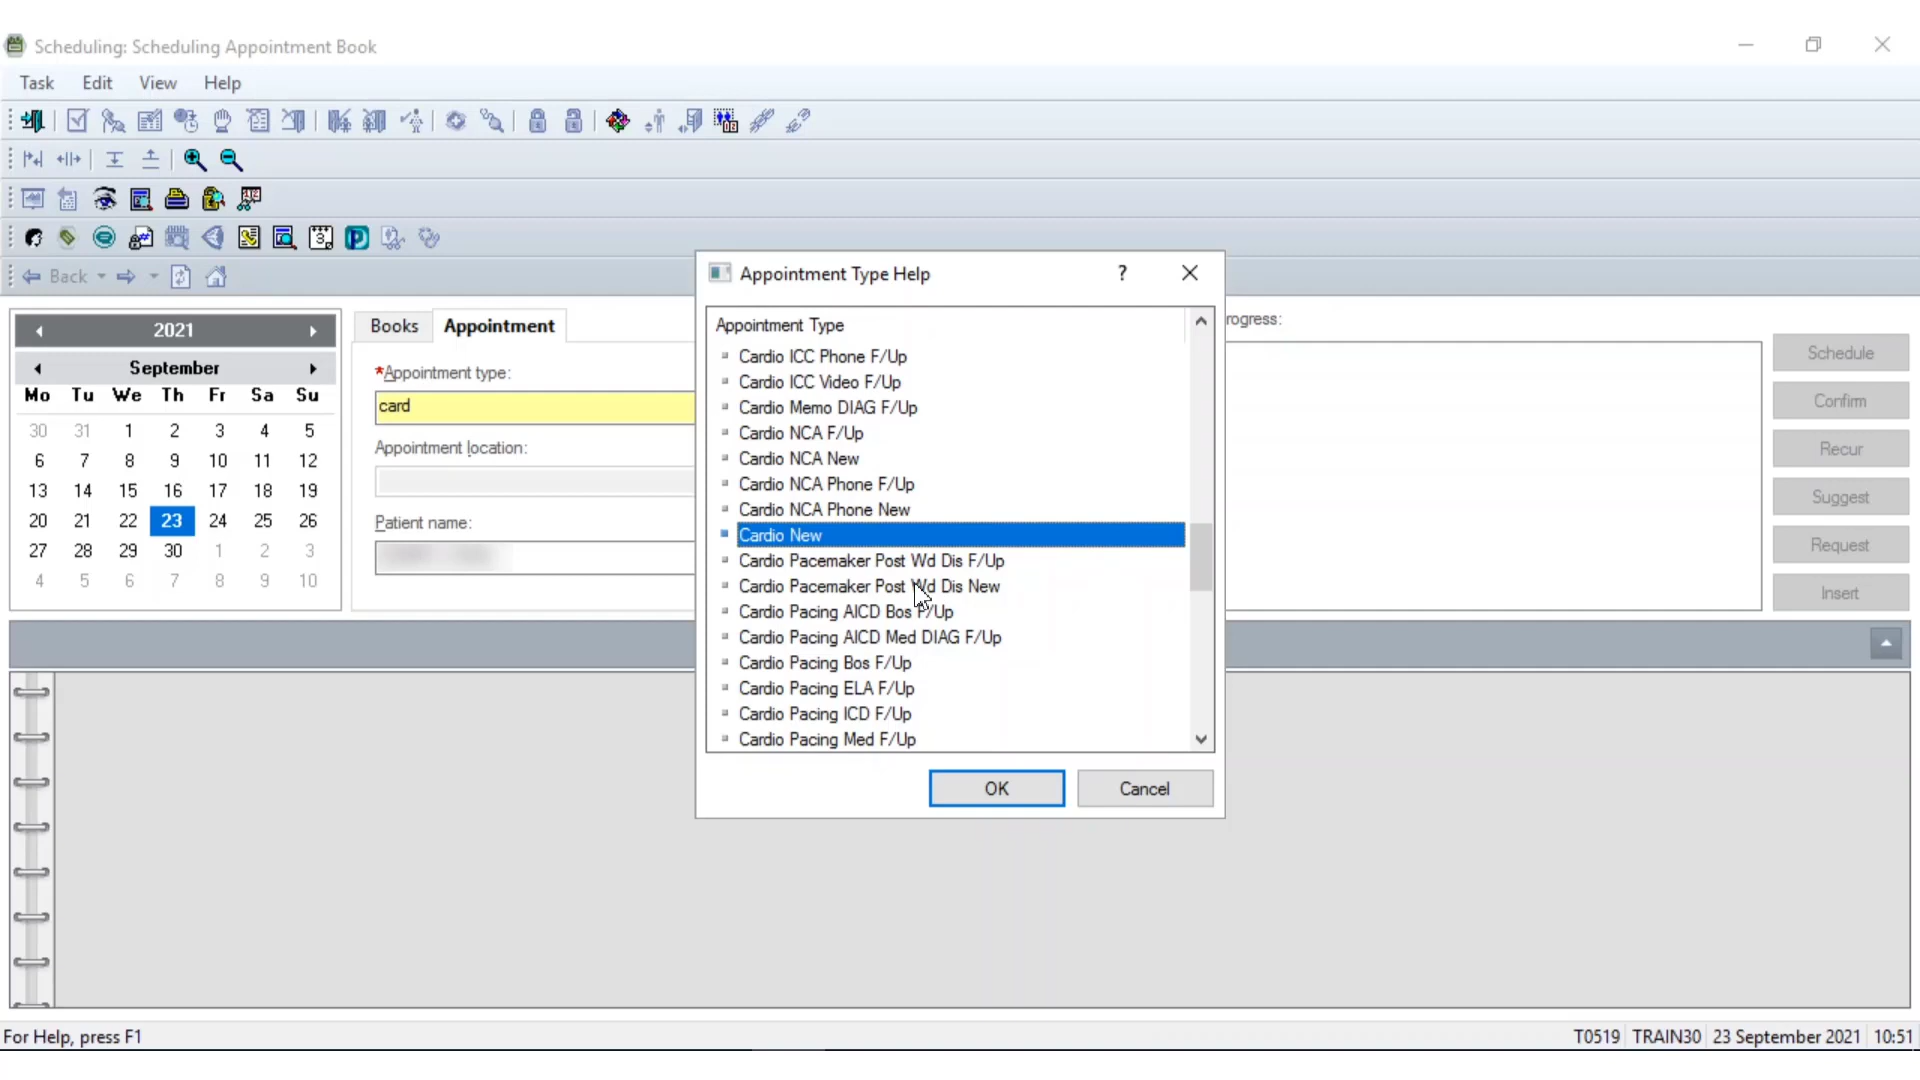 Scheduling: Scheduling Appointment Book
Task Edit View Help
Back
2021
September
Mo Tu We Th Fr Sa Su
30 31 1 2 3 4 5
6 7 8 9 10 11 12
13 14 15 16 17 18 19
20 21 22 23 24 25 26
27 28 29 30 1 2 3
4 5 6 7 8 9 10
Books Appointment
*Appointment type:
card
Appointment location:
Patient name:
Appointment Type Help
?
Appointment Type
Cardio ICC Phone F/Up
Cardio ICC Video F/Up
Cardio Memo DIAG F/Up
Cardio NCA F/Up
Cardio NCA New
Cardio NCA Phone F/Up
Cardio NCA Phone New
Cardio New
Cardio Pacemaker Post Wd Dis F/Up
Cardio Pacemaker Post Wd Dis New
Cardio Pacing AICD Bos F/Up
Cardio Pacing AICD Med DIAG F/Up
Cardio Pacing Bos F/Up
Cardio Pacing ELA F/Up
Cardio Pacing ICD F/Up
Cardio Pacing Med F/Up
OK Cancel
rogress:
Schedule
Confirm
Recur
Suggest
Request
Insert
For Help, press F1
T0519 TRAIN30 23 September 2021 10:51